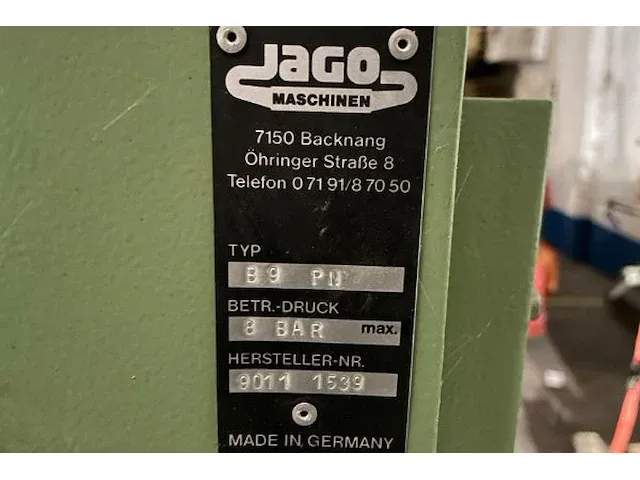 JAGO
MASCHINEN
7150 Backnang
Öhringer Straße 8
Telefon 0 71 91/8 70 50
TYP
B9 PN
BETR.-DRUCK
8 BAR max.
HERSTELLER-NR.
9011 1539
MADE IN GERMANY